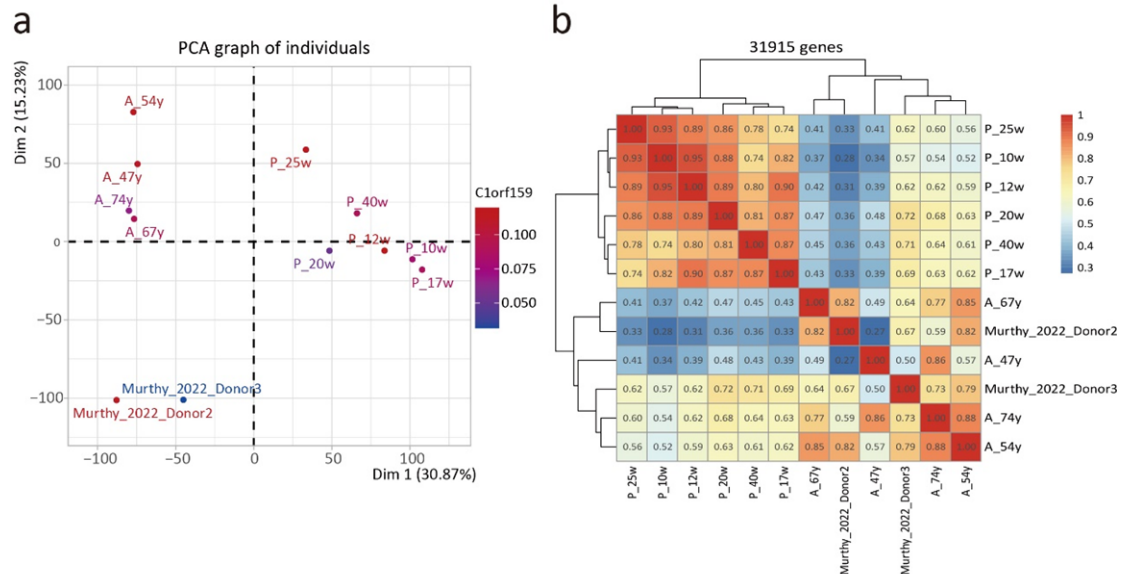 a
PCA graph of individuals
Dim 2 (15.23%)
100
50
0
−50
−100
A_54y
A_47y
A_74y
A_67y
P_25w
P_40w
P_12w
P_20w
P_10w
P_17w
Murthy_2022_Donor3
Murthy_2022_Donor2
−100 −50 0 50 100
Dim 1 (30.87%)
C1orf159
0.100
0.075
0.050
b
31915 genes
1.00 0.93 0.89 0.86 0.78 0.74 0.41 0.33 0.41 0.62 0.60 0.56 P_25w
0.93 1.00 0.95 0.88 0.74 0.82 0.37 0.28 0.34 0.57 0.54 0.52 P_10w
0.89 0.95 1.00 0.89 0.80 0.90 0.42 0.31 0.39 0.62 0.62 0.59 P_12w
0.86 0.88 0.89 1.00 0.81 0.87 0.47 0.36 0.48 0.72 0.68 0.63 P_20w
0.78 0.74 0.80 0.81 1.00 0.87 0.45 0.36 0.43 0.71 0.64 0.61 P_40w
0.74 0.82 0.90 0.87 0.87 1.00 0.43 0.33 0.39 0.69 0.63 0.62 P_17w
0.41 0.37 0.42 0.47 0.45 0.43 1.00 0.82 0.49 0.64 0.77 0.85 A_67y
0.33 0.28 0.31 0.36 0.36 0.33 0.82 1.00 0.27 0.67 0.59 0.82 Murthy_2022_Donor2
0.41 0.34 0.39 0.48 0.43 0.39 0.49 0.27 1.00 0.50 0.86 0.57 A_47y
0.62 0.57 0.62 0.72 0.71 0.69 0.64 0.67 0.50 1.00 0.73 0.79 Murthy_2022_Donor3
0.60 0.54 0.62 0.68 0.64 0.63 0.77 0.59 0.86 0.73 1.00 0.88 A_74y
0.56 0.52 0.59 0.63 0.61 0.62 0.85 0.82 0.57 0.79 0.88 1.00 A_54y
P_25w
P_10w
P_12w
P_20w
P_40w
P_17w
A_67y
Murthy_2022_Donor2
A_47y
Murthy_2022_Donor3
A_74y
A_54y
1
0.9
0.8
0.7
0.6
0.5
0.4
0.3